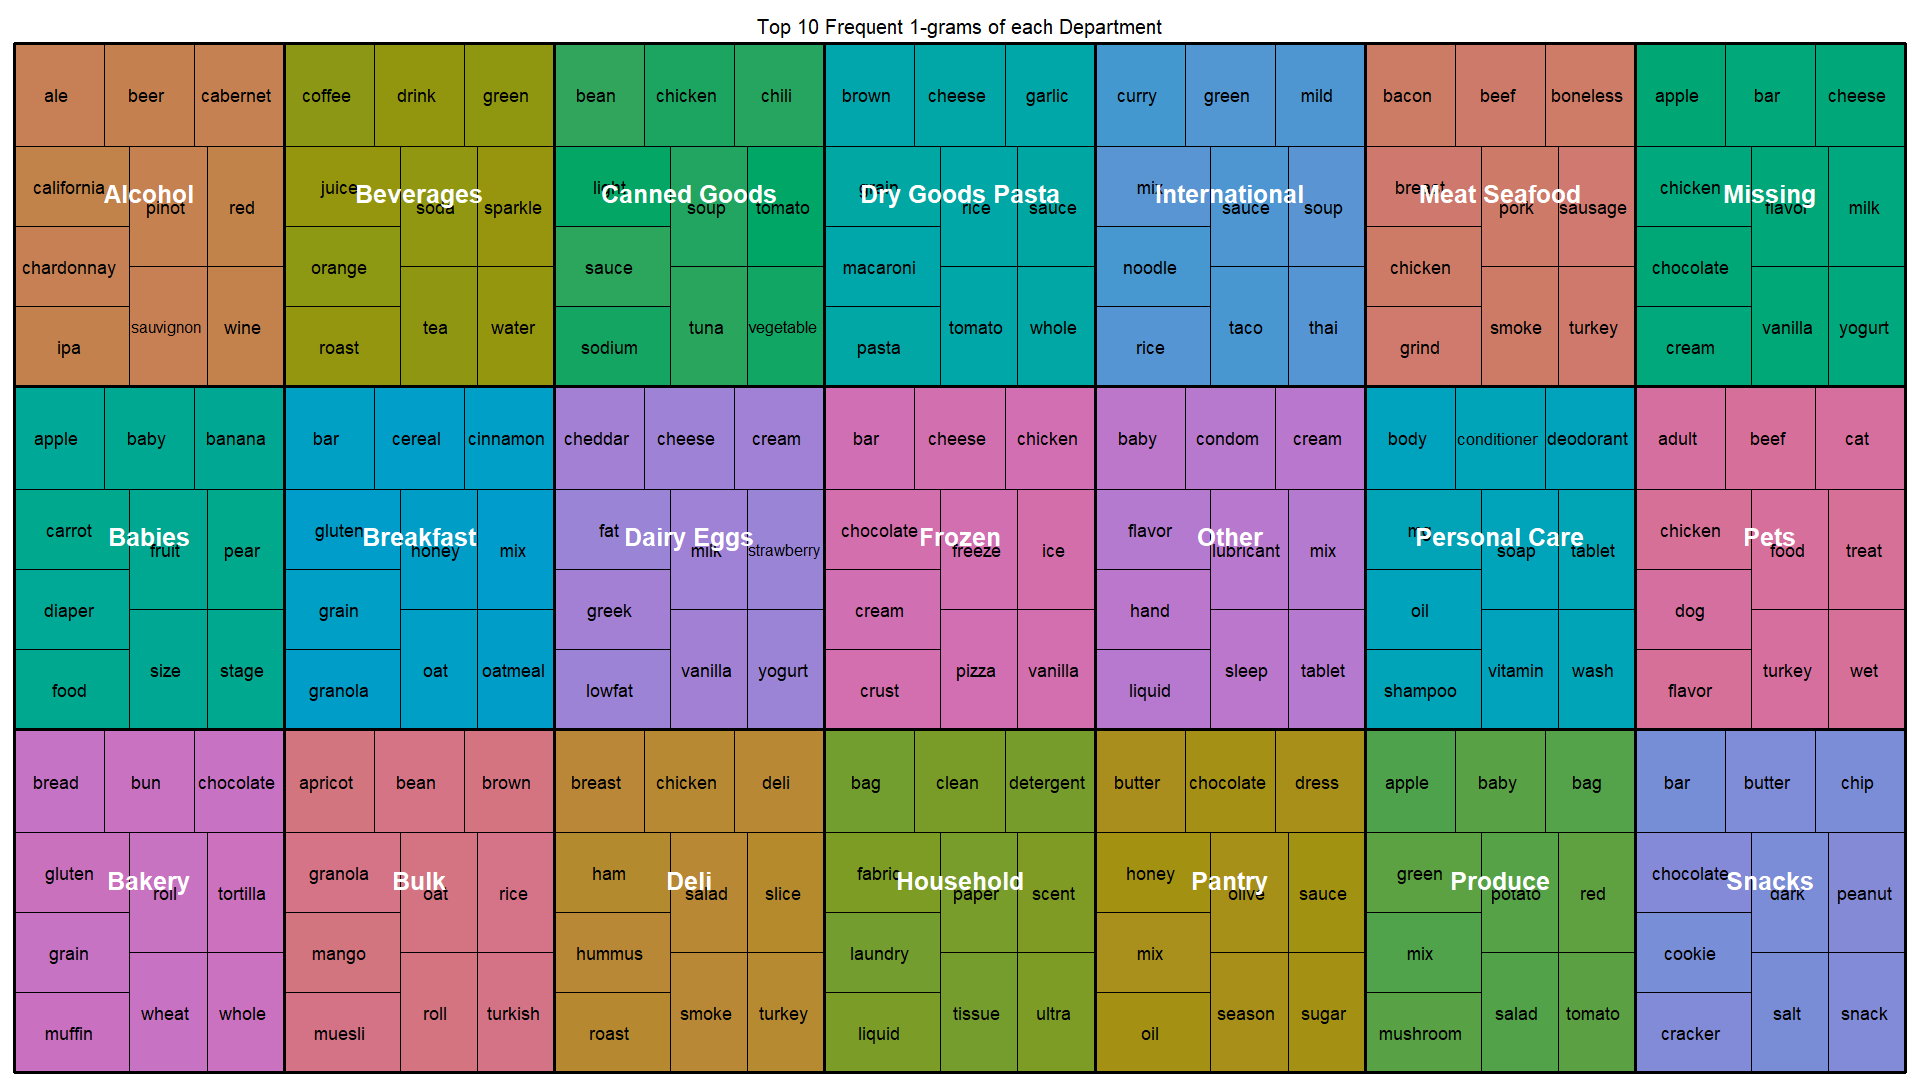 Top 10 Frequent 1-grams of each Department
ale beer cabernet
california Alcohol pinot red
chardonnay
ipa sauvignon wine
coffee drink green
juice Beverages soda sparkle
orange
roast tea water
bean chicken chili
light Canned Goods soup tomato
sauce
sodium tuna vegetable
brown cheese garlic
grain Dry Goods Pasta rice sauce
macaroni
pasta tomato whole
curry green mild
mix International sauce soup
noodle
rice taco thai
bacon beef boneless
breast Meat Seafood pork sausage
chicken
grind smoke turkey
apple bar cheese
chicken Missing flavor milk
chocolate
cream vanilla yogurt
apple baby banana
carrot Babies fruit pear
diaper
food size stage
bar cereal cinnamon
gluten Breakfast honey mix
grain
granola oat oatmeal
cheddar cheese cream
fat Dairy Eggs milk strawberry
greek
lowfat vanilla yogurt
bar cheese chicken
chocolate Frozen freeze ice
cream
crust pizza vanilla
baby condom cream
flavor Other lubricant mix
hand
liquid sleep tablet
body conditioner deodorant
mg Personal Care soap tablet
oil
shampoo vitamin wash
adult beef cat
chicken Pets food treat
dog
flavor turkey wet
bread bun chocolate
gluten Bakery roll tortilla
grain
muffin wheat whole
apricot bean brown
granola Bulk oat rice
mango
muesli roll turkish
breast chicken deli
ham Deli salad slice
hummus
roast smoke turkey
bag clean detergent
fabric Household paper scent
laundry
liquid tissue ultra
butter chocolate dress
honey Pantry olive sauce
mix
oil season sugar
apple baby bag
green Produce potato red
mix
mushroom salad tomato
bar butter chip
chocolate Snacks dark peanut
cookie
cracker salt snack